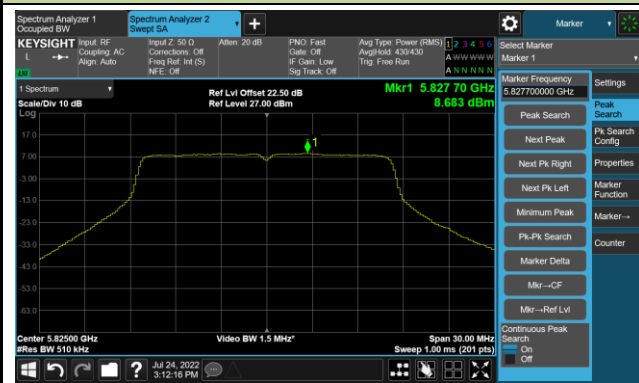 Spectrum Analyzer 1
Occupied BW
Spectrum Analyzer 2
Swept SA
+
Marker
KEYSIGHT
L
Input: RF
Coupling: AC
Align: Auto
Input Z: 50 Ω
Corrections: Off
Freq Ref: Int (S)
NFE: Off
Atten: 20 dB
PNO: Fast
Gate: Off
IF Gain: Low
Sig Track: Off
Avg Type: Power (RMS)
Avg|Hold: 430/430
Trig: Free Run
1 2 3 4 5 6
A W W W W W
A N N N N N
Select Marker
Marker 1
1 Spectrum
Scale/Div 10 dB
Log
Ref Lvl Offset 22.50 dB
Ref Level 27.00 dBm
Mkr1 5.827 70 GHz
8.683 dBm
17.0
7.00
-3.00
-13.0
-23.0
-33.0
-43.0
-53.0
-63.0
1
Center 5.82500 GHz
#Res BW 510 kHz
Video BW 1.5 MHz*
Span 30.00 MHz
Sweep 1.00 ms (201 pts)
Marker Frequency
5.827700000 GHz
Peak Search
Next Peak
Next Pk Right
Next Pk Left
Minimum Peak
Pk-Pk Search
Marker Delta
Mkr→CF
Mkr→Ref Lvl
Continuous Peak
Search
On
Off
Settings
Peak
Search
Pk Search
Config
Properties
Marker
Function
Marker→
Counter
?
Jul 24, 2022
3:12:16 PM